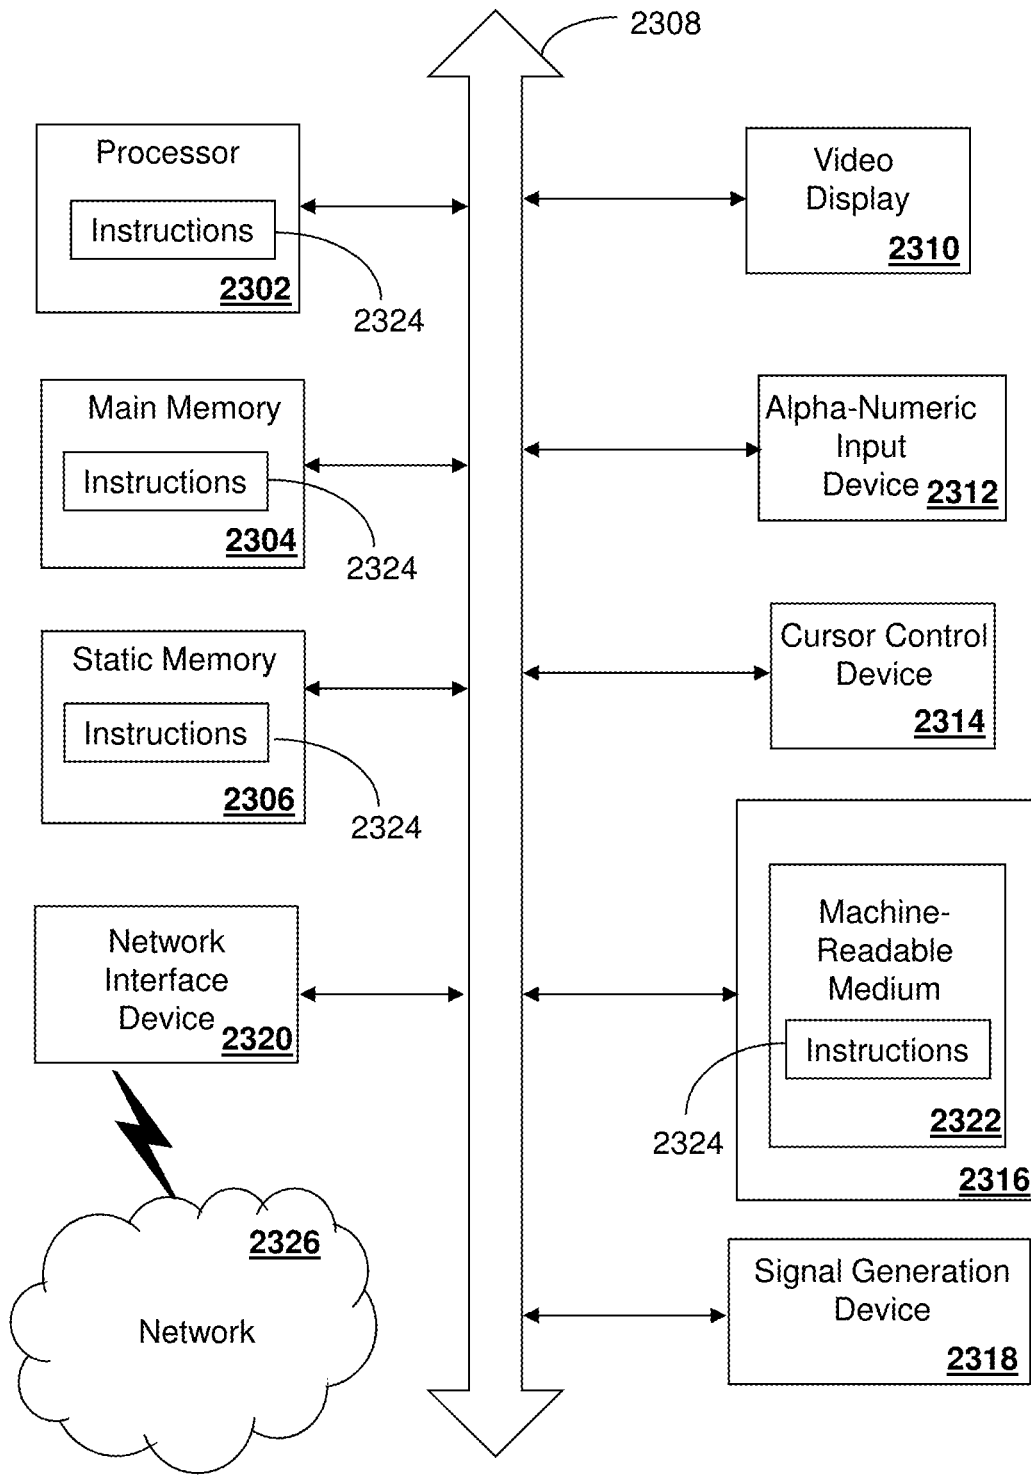 2308
Processor
Instructions
2302
2324
Main Memory
Instructions
2304
2324
Static Memory
Instructions
2306
2324
Network
Interface
Device
2320
2326
Network
Video
Display
2310
Alpha-Numeric
Input
Device 2312
Cursor Control
Device
2314
Machine-
Readable
Medium
Instructions
2324
2322
2316
Signal Generation
Device
2318